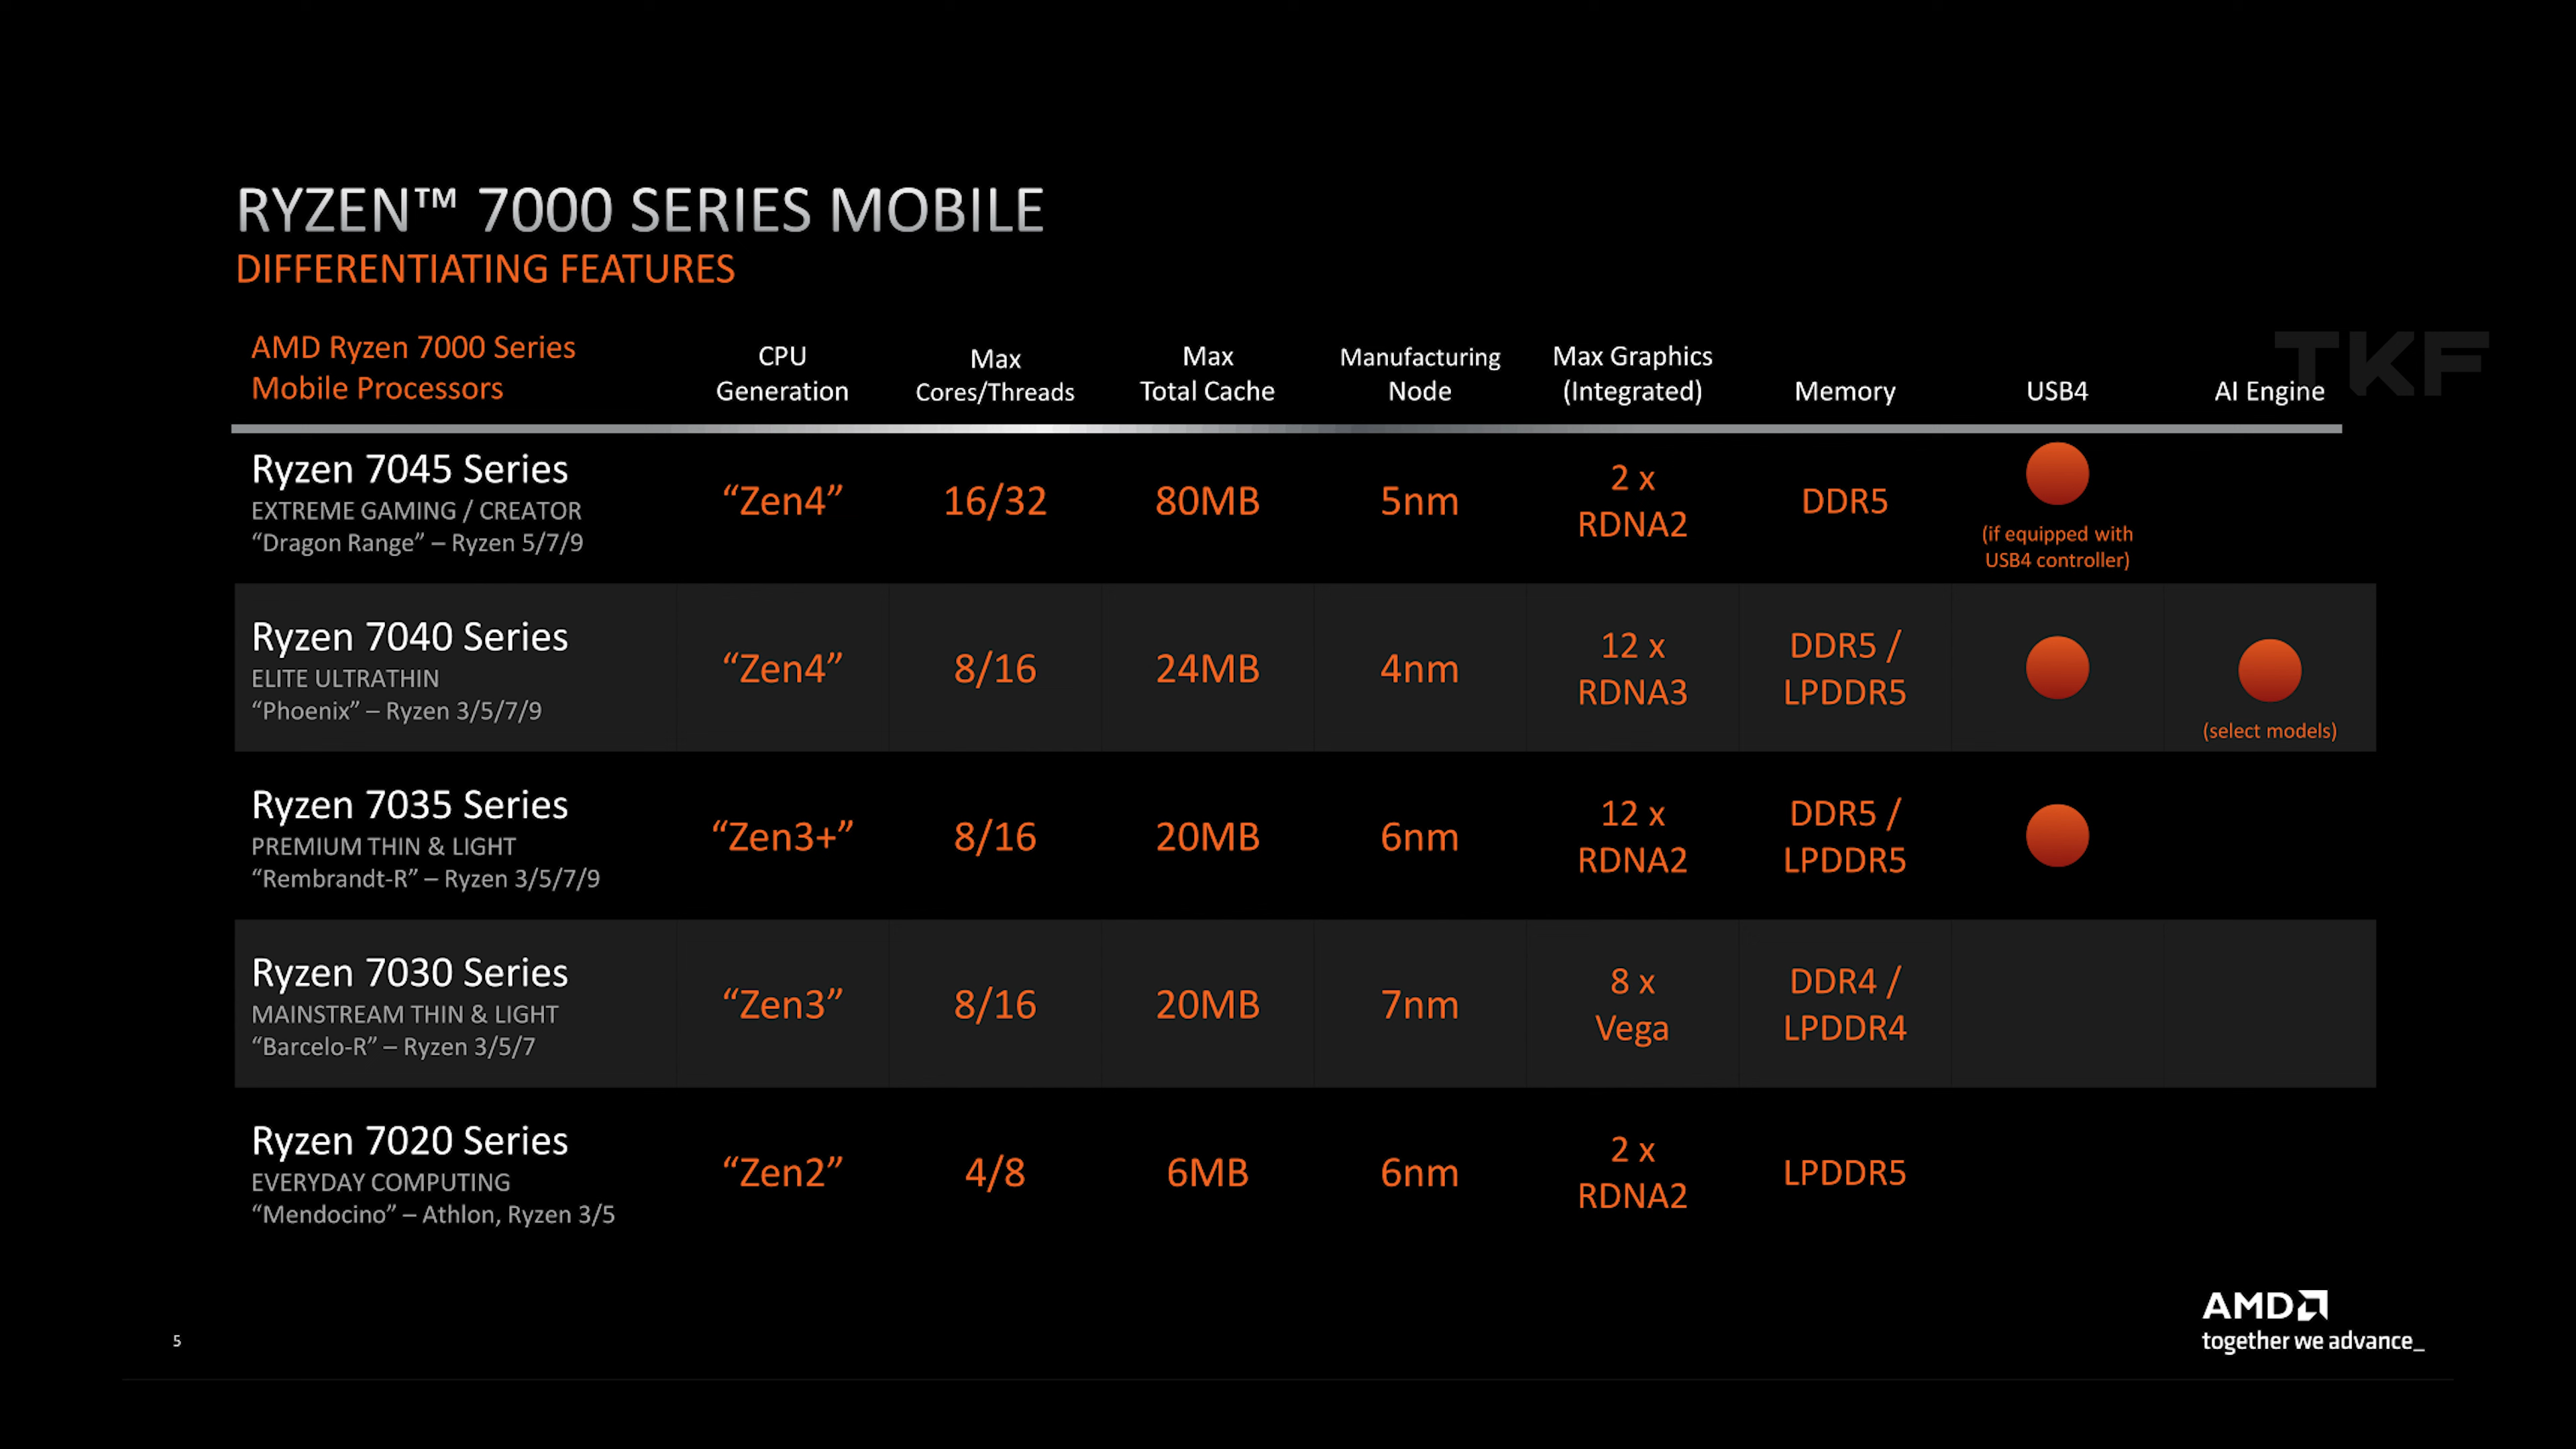 RYZEN™ 7000 SERIES MOBILE
DIFFERENTIATING FEATURES
TKF
AMD Ryzen 7000 Series
Mobile Processors
CPU
Generation
Max
Cores/Threads
Max
Total Cache
Manufacturing
Node
Max Graphics
(Integrated)
Memory
USB4
AI Engine
Ryzen 7045 Series
EXTREME GAMING / CREATOR
“Dragon Range” – Ryzen 5/7/9
“Zen4”
16/32
80MB
5nm
2 x
RDNA2
DDR5
(if equipped with
USB4 controller)
Ryzen 7040 Series
ELITE ULTRATHIN
“Phoenix” – Ryzen 3/5/7/9
“Zen4”
8/16
24MB
4nm
12 x
RDNA3
DDR5 /
LPDDR5
(select models)
Ryzen 7035 Series
PREMIUM THIN & LIGHT
“Rembrandt-R” – Ryzen 3/5/7/9
“Zen3+”
8/16
20MB
6nm
12 x
RDNA2
DDR5 /
LPDDR5
Ryzen 7030 Series
MAINSTREAM THIN & LIGHT
“Barcelo-R” – Ryzen 3/5/7
“Zen3”
8/16
20MB
7nm
8 x
Vega
DDR4 /
LPDDR4
Ryzen 7020 Series
EVERYDAY COMPUTING
“Mendocino” – Athlon, Ryzen 3/5
“Zen2”
4/8
6MB
6nm
2 x
RDNA2
LPDDR5
AMD
together we advance_
5